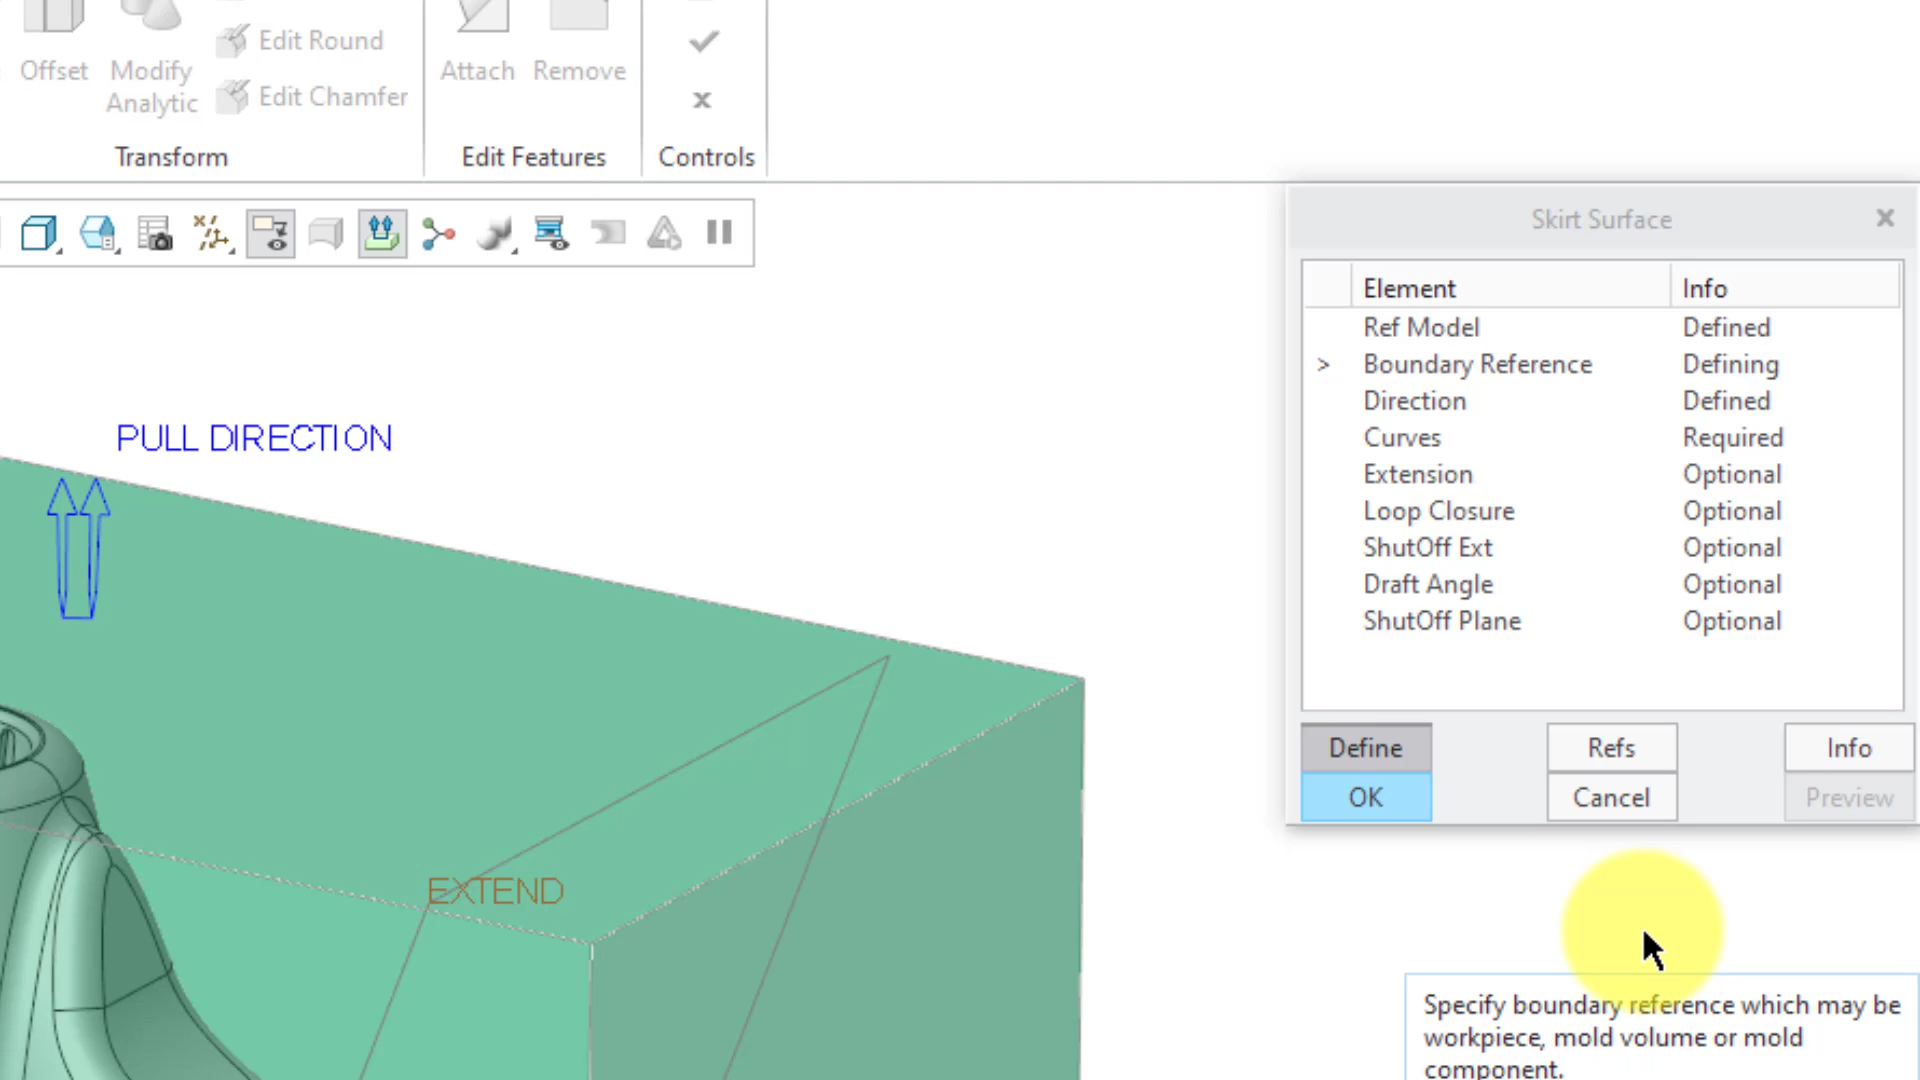 Edit Round
Offset
Modify
Analytic
Edit Chamfer
Attach
Remove
Transform
Edit Features
Controls
Skirt Surface
Element Info
Ref Model Defined
> Boundary Reference Defining
Direction Defined
Curves Required
Extension Optional
Loop Closure Optional
ShutOff Ext Optional
Draft Angle Optional
ShutOff Plane Optional
Define Refs Info
OK Cancel Preview
PULL DIRECTION
EXTEND
Specify boundary reference which may be
workpiece, mold volume or mold
component.